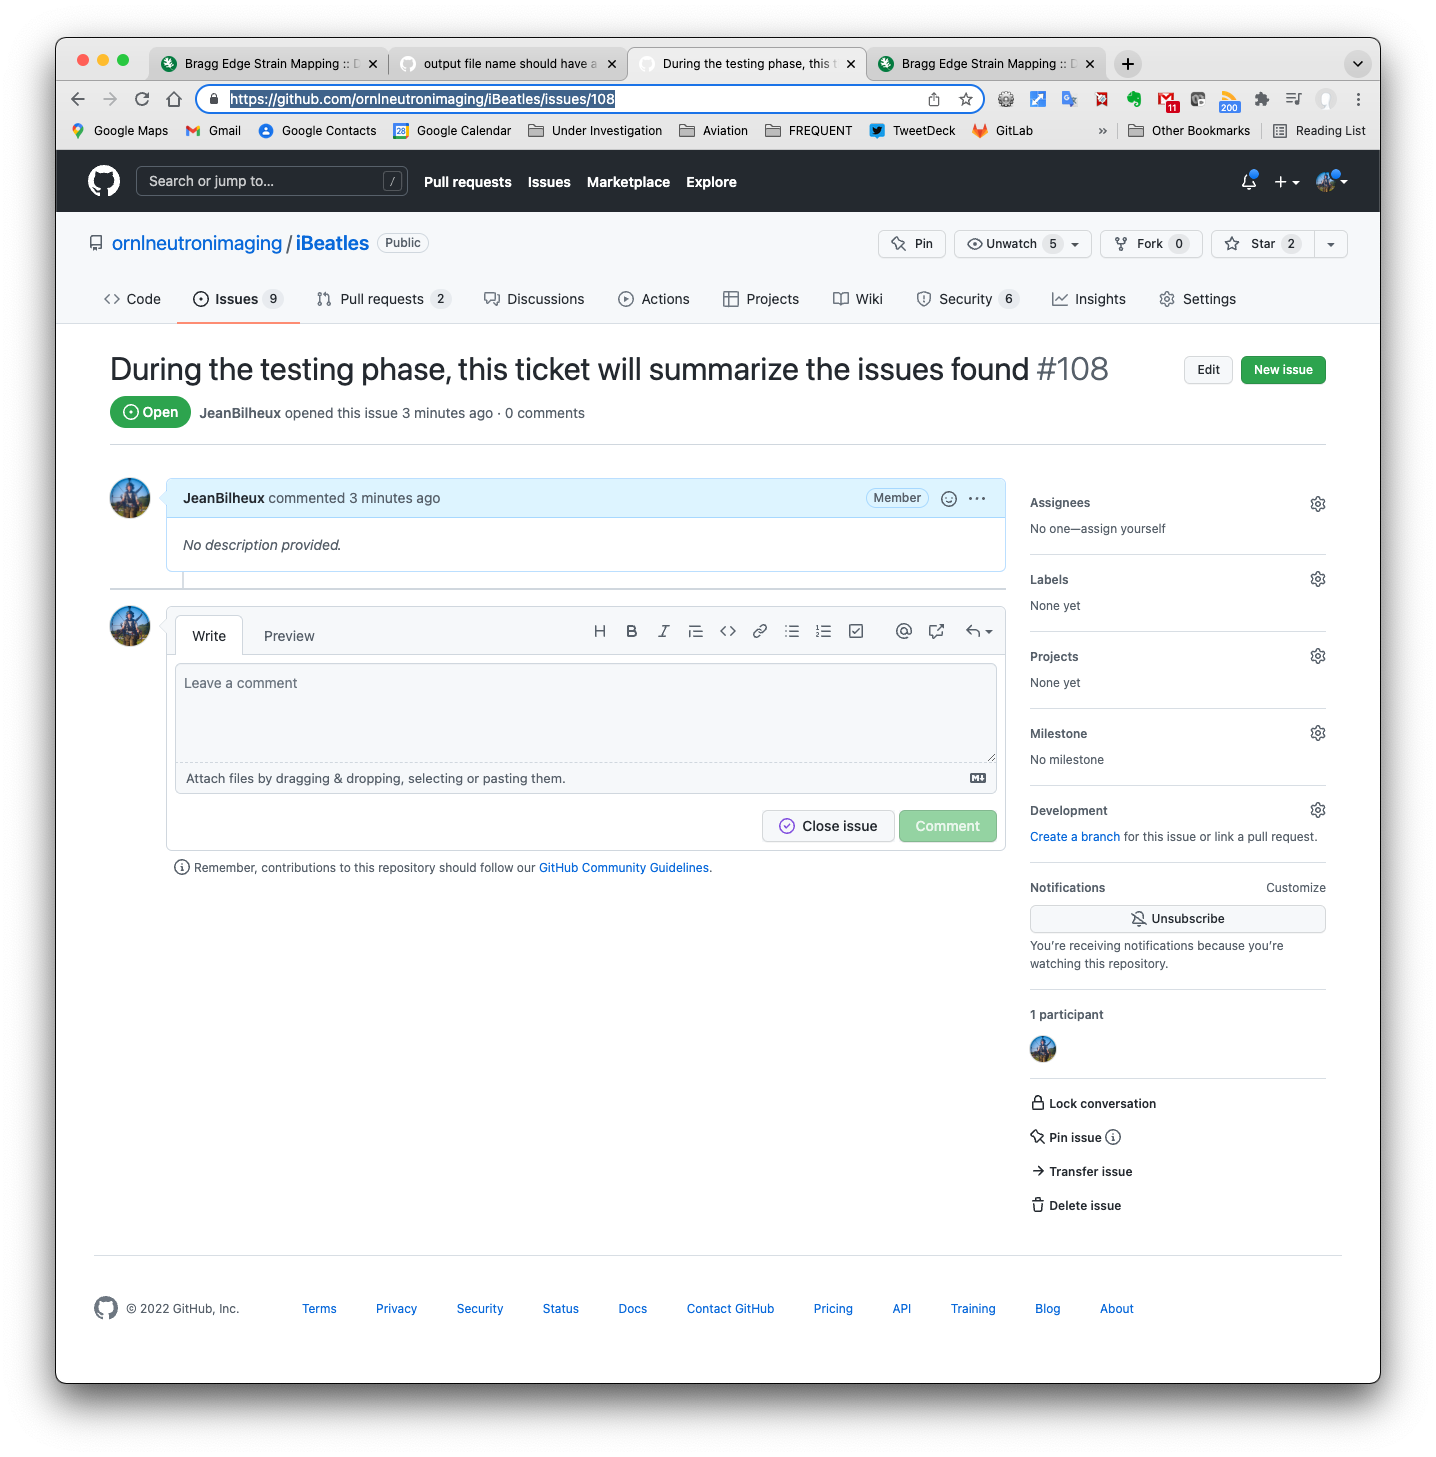 Bragg Edge Strain Mapping :: D
output file name should have a
During the testing phase, this t
Bragg Edge Strain Mapping :: D
https://github.com/ornlneutronimaging/iBeatles/issues/108
11
200
Google Maps
Gmail
Google Contacts
28
Google Calendar
Under Investigation
Aviation
FREQUENT
TweetDeck
GitLab
»
Other Bookmarks
Reading List
Search or jump to...
/
Pull requests
Issues
Marketplace
Explore
ornlneutronimaging / iBeatles
Public
Pin
Unwatch 5
Fork 0
Star 2
Code
Issues 9
Pull requests 2
Discussions
Actions
Projects
Wiki
Security 6
Insights
Settings
During the testing phase, this ticket will summarize the issues found #108
Edit
New issue
Open
JeanBilheux opened this issue 3 minutes ago · 0 comments
JeanBilheux commented 3 minutes ago
Member
No description provided.
Write
Preview
Leave a comment
Attach files by dragging & dropping, selecting or pasting them.
Close issue
Comment
Remember, contributions to this repository should follow our GitHub Community Guidelines.
Assignees
No one—assign yourself
Labels
None yet
Projects
None yet
Milestone
No milestone
Development
Create a branch for this issue or link a pull request.
Notifications
Customize
Unsubscribe
You're receiving notifications because you're
watching this repository.
1 participant
Lock conversation
Pin issue
Transfer issue
Delete issue
© 2022 GitHub, Inc.
Terms
Privacy
Security
Status
Docs
Contact GitHub
Pricing
API
Training
Blog
About